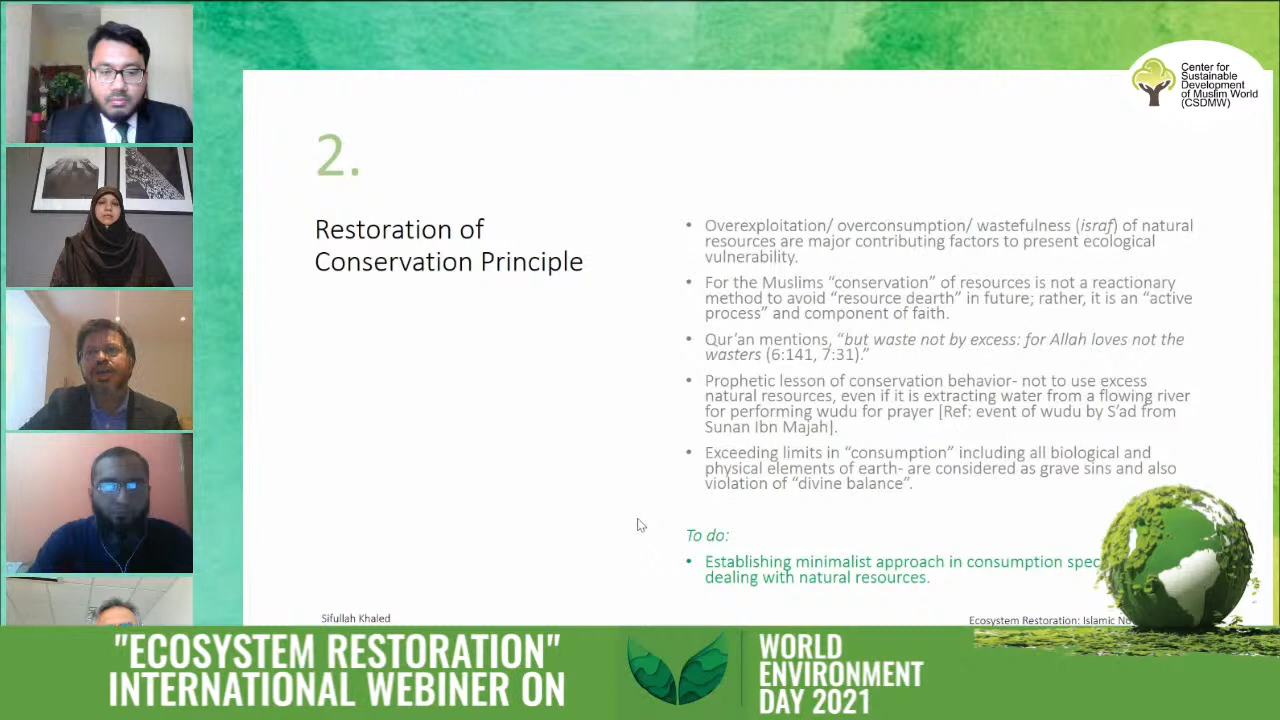 Center for
Sustainable
Development
of Muslim World
(CSDMW)
2.
Restoration of
Conservation Principle
• Overexploitation/ overconsumption/ wastefulness (israf) of natural
resources are major contributing factors to present ecological
vulnerability.
• For the Muslims “conservation” of resources is not a reactionary
method to avoid “resource dearth” in future; rather, it is an “active
process” and component of faith.
• Qur’an mentions, “but waste not by excess: for Allah loves not the
wasters (6:141, 7:31).”
• Prophetic lesson of conservation behavior- not to use excess
natural resources, even if it is extracting water from a flowing river
for performing wudu for prayer [Ref: event of wudu by S’ad from
Sunan Ibn Majah].
• Exceeding limits in “consumption” including all biological and
physical elements of earth- are considered as grave sins and also
violation of “divine balance”.
To do:
• Establishing minimalist approach in consumption
dealing with natural resources.
Sifullah Khaled
Ecosystem Restoration: Islamic
"ECOSYSTEM RESTORATION"
INTERNATIONAL WEBINER ON
WORLD
ENVIRONMENT
DAY 2021